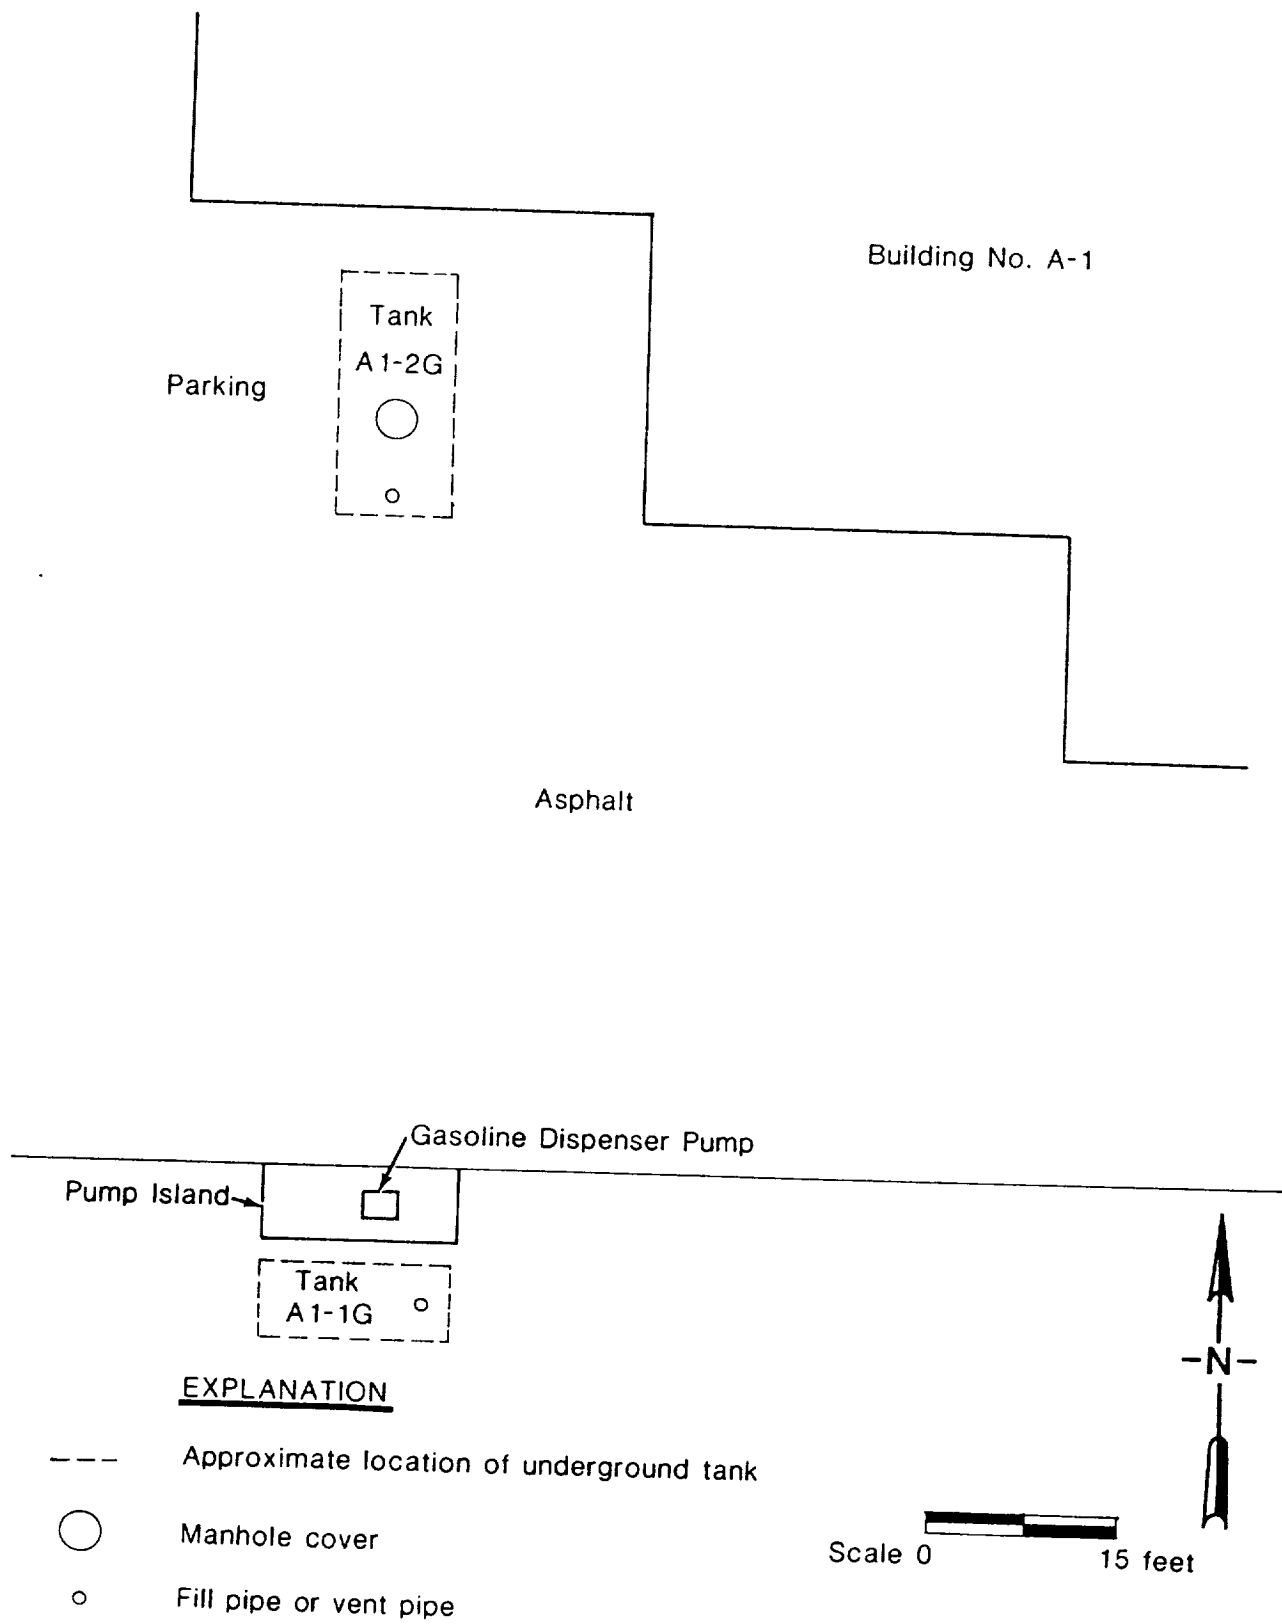 Building No. A-1
Tank
A1-2G
Parking
Asphalt
Gasoline Dispenser Pump
Pump Island
Tank
A1-1G
-N-
EXPLANATION
Approximate location of underground tank
Manhole cover
Fill pipe or vent pipe
Scale 0 15 feet